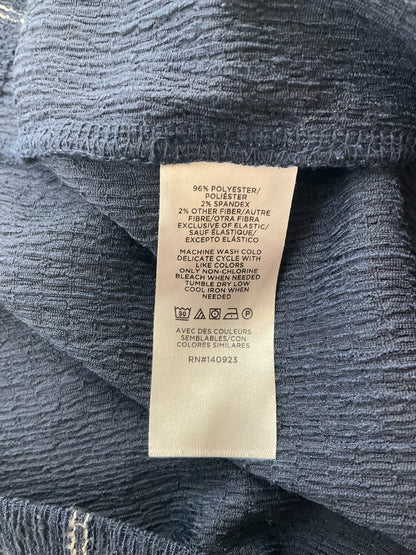 96% POLYESTER/
POLIÉSTER
2% SPANDEX
2% OTHER FIBER/AUTRE
FIBRE/OTRA FIBRA
EXCLUSIVE OF ELASTIC/
SAUF ÉLASTIQUE/
EXCEPTO ELÁSTICO
MACHINE WASH COLD
DELICATE CYCLE WITH
LIKE COLORS
ONLY NON-CHLORINE
BLEACH WHEN NEEDED
TUMBLE DRY LOW
COOL IRON WHEN
NEEDED
30 P
AVEC DES COULEURS
SEMBLABLES/CON
COLORES SIMILARES
RN#140923